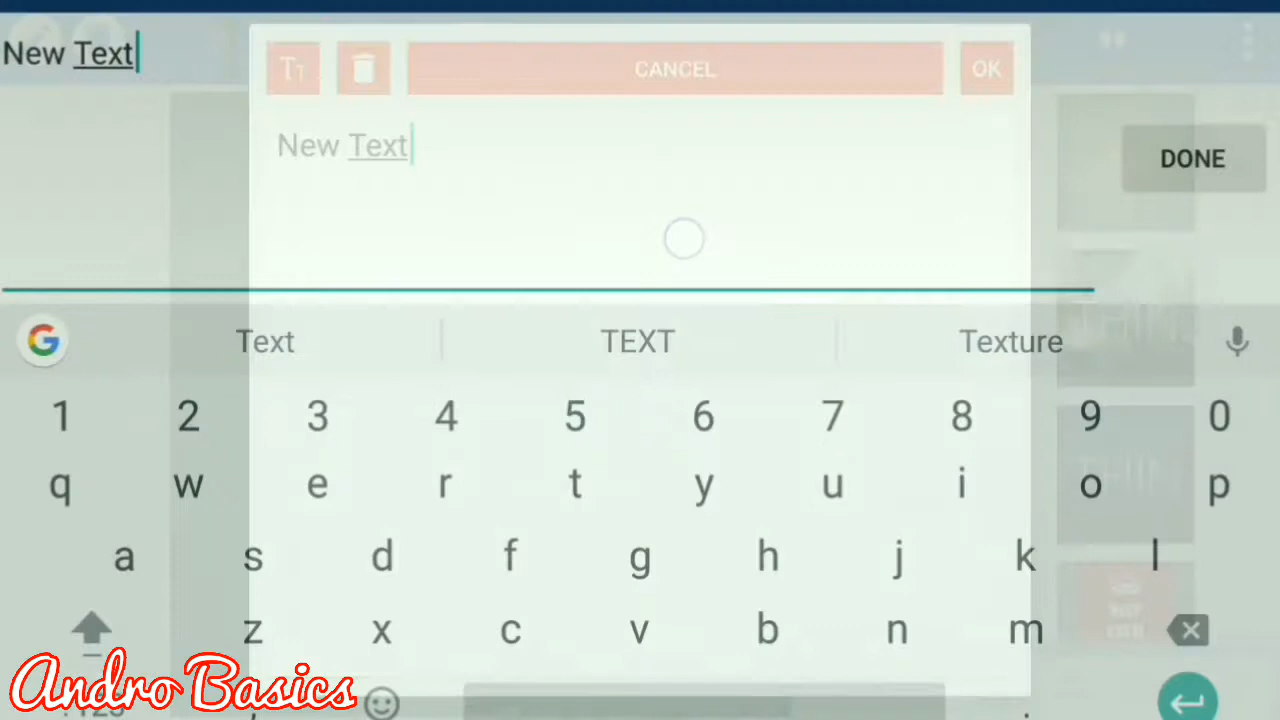 New Text
CANCEL
OK
New Text
DONE
Text
TEXT
Texture
1 2 3 4 5 6 7 8 9 0
q w e r t y u i o p
a s d f g h j k l
z x c v b n m
Andro Basics